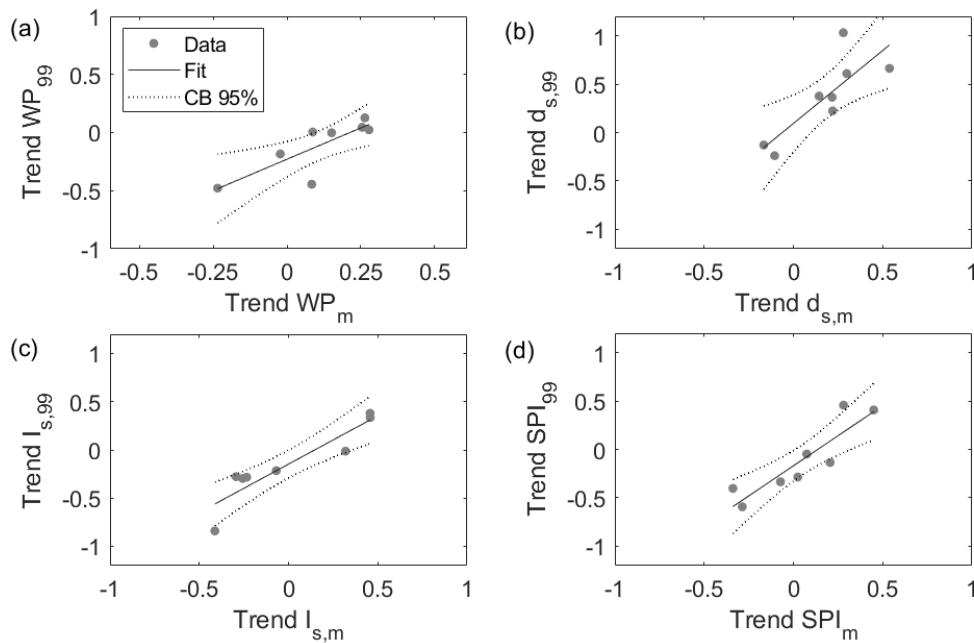 (a)
1
0.5
0
-0.5
-1
Trend WP99
Data
Fit
CB 95%
-0.5 -0.25 0 0.25 0.5
Trend WPm
(b)
1
0.5
0
-0.5
-1
Trend ds,99
-1 -0.5 0 0.5 1
Trend ds,m
(c)
1
0.5
0
-0.5
-1
Trend Is,99
-1 -0.5 0 0.5 1
Trend Is,m
(d)
1
0.5
0
-0.5
-1
Trend SPI99
-1 -0.5 0 0.5 1
Trend SPIm